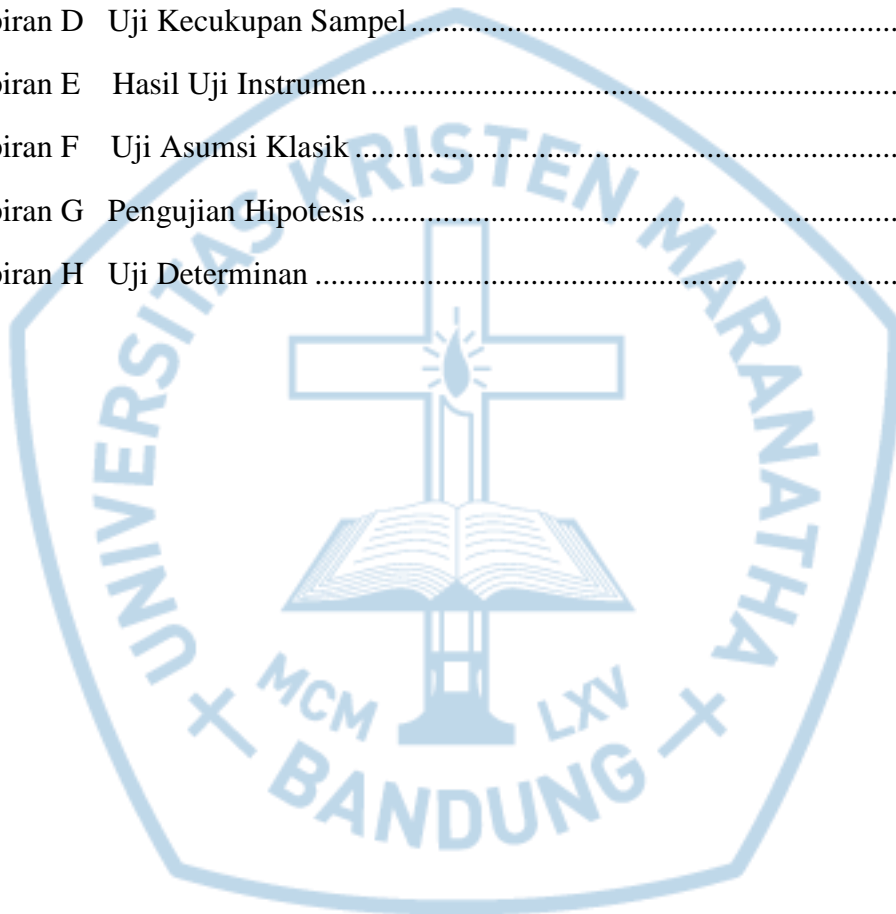 piran D Uji Kecukupan Sampel................................................................................
piran E Hasil Uji Instrumen................................................................................
piran F Uji Asumsi Klasik................................................................................
piran G Pengujian Hipotesis................................................................................
piran H Uji Determinan................................................................................
UNIVERSITAS KRISTEN MARANATHA
MCM LXV
BANDUNG